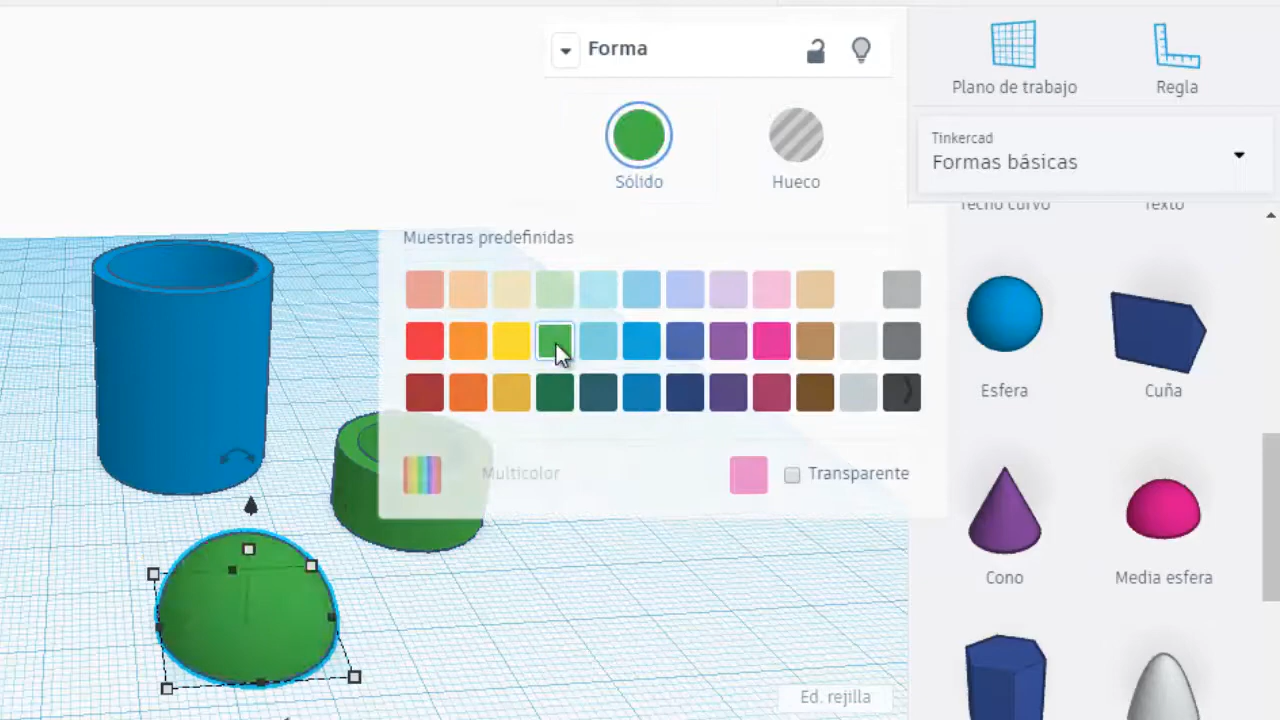 Forma
Plano de trabajo
Regla
Tinkercad
Formas básicas
Sólido
Hueco
Techo curvo
Texto
Muestras predefinidas
Esfera
Cuña
Multicolor
Transparente
Cono
Media esfera
Ed. rejilla